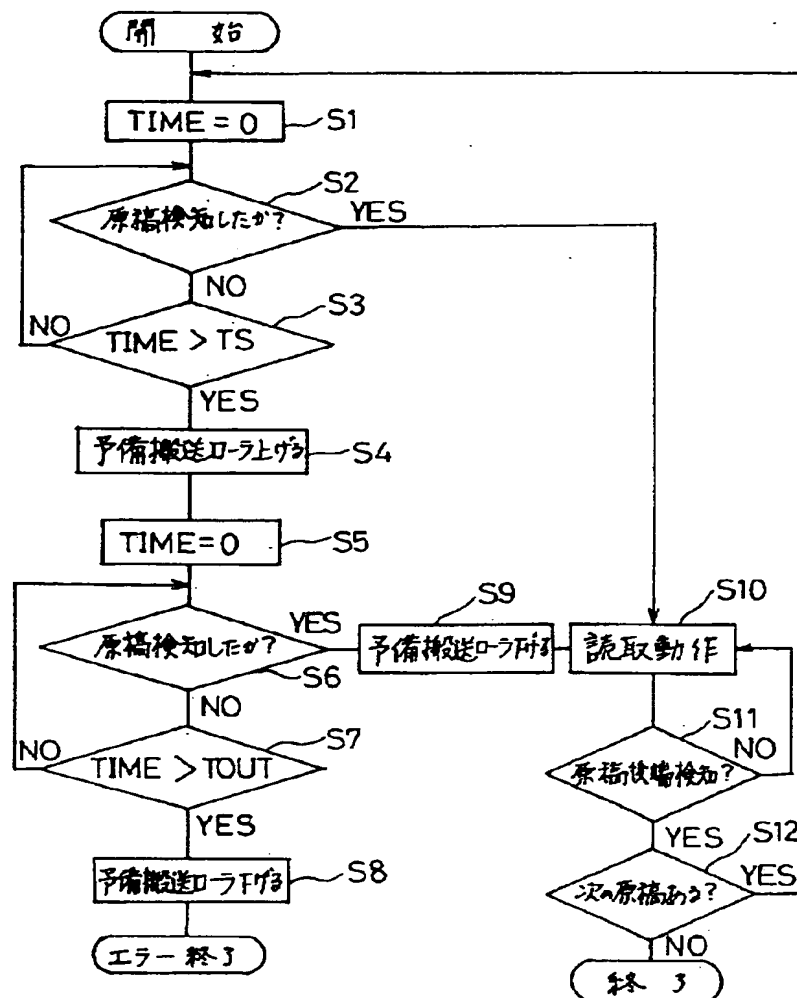 開 始
TIME = 0
S1
S2
原稿検知したか?
YES
NO
S3
NO
TIME > TS
YES
予備搬送ローラ上げる
S4
TIME=0
S5
原稿検知したか?
YES
S6
S9
予備搬送ローラ下げる
S10
読取動作
NO
S7
NO
TIME > TOUT
YES
S11
原稿後端検知?
NO
YES
S12
予備搬送ローラ下げる
S8
次の原稿ある?
YES
エラー終了
NO
終 了